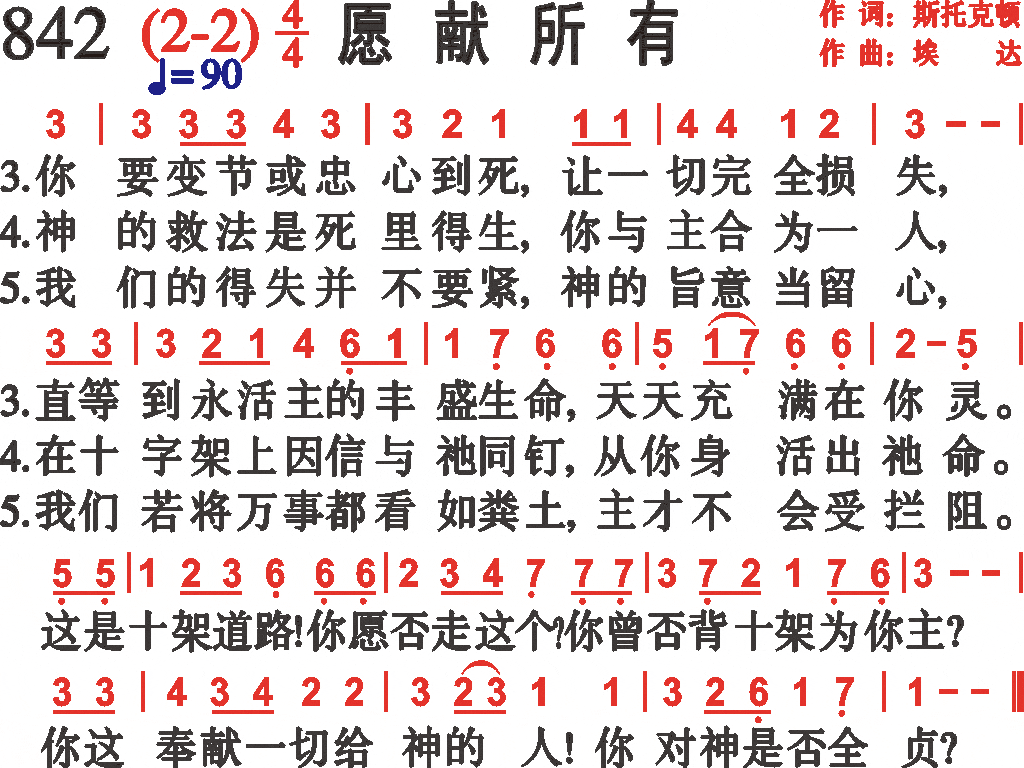 842 (2-2) 4/4 愿献所有 作 词：斯托克顿
♩=90 作 曲：埃 达
3 | 3 3 3 4 3 | 3 2 1 1 1 | 4 4 1 2 | 3 - - |
3.你 要变节或忠 心到死, 让一切完全损 失,
4.神 的救法是死 里得生, 你与主合为一 人,
5.我 们的得失并 不要紧, 神的旨意当留 心,
3 3 | 3 2 1 4 6 1 | 1 7 6 6 | 5 1 7 6 6 | 2 - 5 |
3.直等 到永活主的丰 盛生命, 天天充 满在你灵。
4.在十 字架上因信与 祂同钉, 从你身 活出祂命。
5.我们 若将万事都看 如粪土, 主才不 会受拦阻。
5 5 | 1 2 3 6 6 6 | 2 3 4 7 7 7 | 3 7 2 1 7 6 | 3 - - |
这是十架道路!你愿否走这个?你曾否背十架为你主?
3 3 | 4 3 4 2 2 | 3 2 3 1 1 | 3 2 6 1 7 | 1 - - ‖
你这 奉献一切给 神的 人! 你 对神是否全 贞?